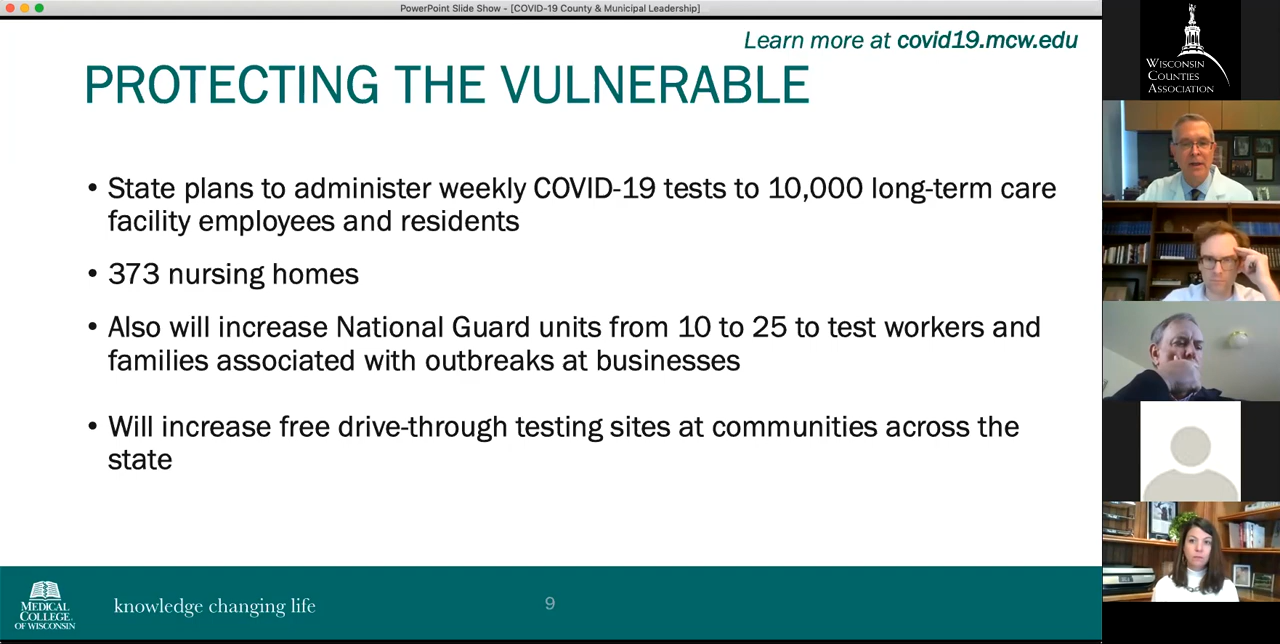 PowerPoint Slide Show - [COVID-19 County & Municipal Leadership]
Learn more at covid19.mcw.edu
PROTECTING THE VULNERABLE
• State plans to administer weekly COVID-19 tests to 10,000 long-term care
facility employees and residents
• 373 nursing homes
• Also will increase National Guard units from 10 to 25 to test workers and
families associated with outbreaks at businesses
• Will increase free drive-through testing sites at communities across the
state
MEDICAL
COLLEGE
OF WISCONSIN
knowledge changing life
9
WISCONSIN
COUNTIES
ASSOCIATION